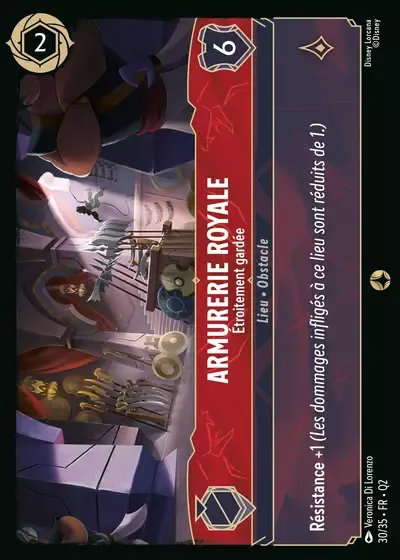 2
6
ARMURERIE ROYALE
Étroitement gardée
Lieu • Obstacle
Résistance +1 (Les dommages infligés à ce lieu sont réduits de 1.)
Veronica Di Lorenzo
30/35 • FR • Q2
Disney Lorcana
©Disney